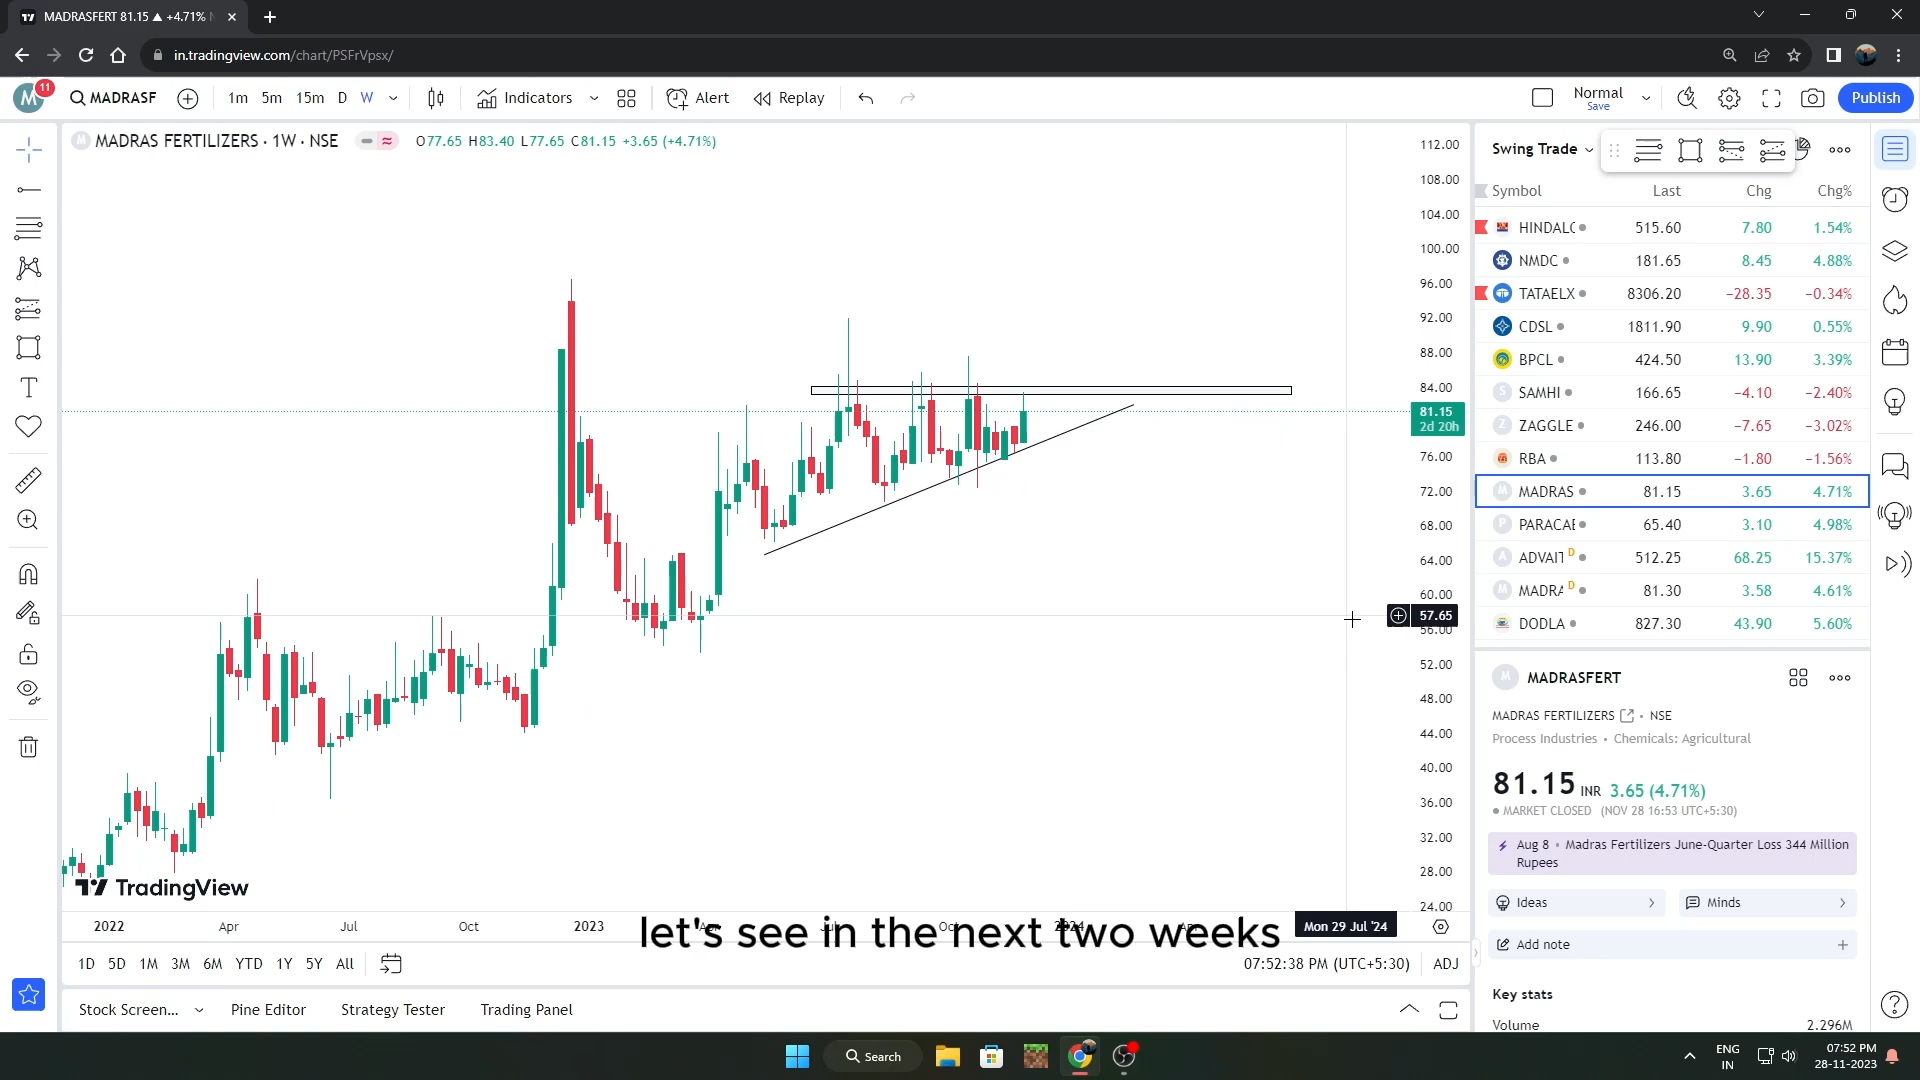 MADRASFERT 81.15 ▲ +4.71%
in.tradingview.com/chart/PSFrVpsx/
M 11 MADRASF 1m 5m 15m D W Indicators Alert Replay Normal Save Publish
MADRAS FERTILIZERS · 1W · NSE O77.65 H83.40 L77.65 C81.15 +3.65 (+4.71%)
112.00
108.00
104.00
100.00
96.00
92.00
88.00
84.00
81.15
2d 20h
76.00
72.00
68.00
64.00
60.00
57.65
56.00
52.00
48.00
44.00
40.00
36.00
32.00
28.00
24.00
TradingView
2022 Apr Jul Oct 2023 Mon 29 Jul '24
let's see in the next two weeks
1D 5D 1M 3M 6M YTD 1Y 5Y All 07:52:38 PM (UTC+5:30) ADJ
Stock Screen... Pine Editor Strategy Tester Trading Panel
Swing Trade
Symbol Last Chg Chg%
HINDALC 515.60 7.80 1.54%
NMDC 181.65 8.45 4.88%
TATAELX 8306.20 −28.35 −0.34%
CDSL 1811.90 9.90 0.55%
BPCL 424.50 13.90 3.39%
S SAMHI 166.65 −4.10 −2.40%
Z ZAGGLE 246.00 −7.65 −3.02%
RBA 113.80 −1.80 −1.56%
M MADRAS 81.15 3.65 4.71%
P PARACAE 65.40 3.10 4.98%
A ADVAIT D 512.25 68.25 15.37%
M MADRA D 81.30 3.58 4.61%
DODLA 827.30 43.90 5.60%
M MADRASFERT
MADRAS FERTILIZERS • NSE
Process Industries • Chemicals: Agricultural
81.15 INR 3.65 (4.71%)
MARKET CLOSED (NOV 28 16:53 UTC+5:30)
Aug 8 • Madras Fertilizers June-Quarter Loss 344 Million
Rupees
Ideas Minds
Add note
Key stats
Volume 2.296M
Search ENG
IN
07:52 PM
28-11-2023